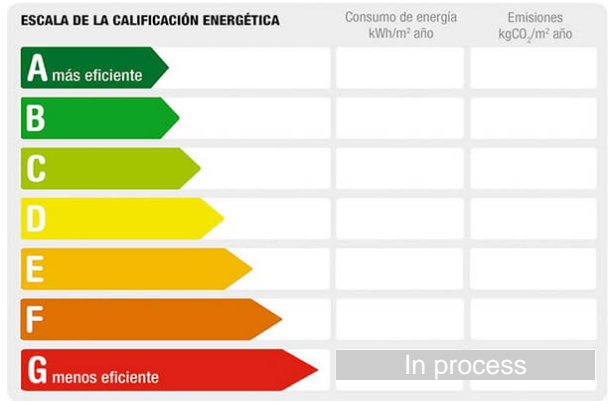 ESCALA DE LA CALIFICACIÓN ENERGÉTICA
Consumo de energía
kWh/m² año
Emisiones
kgCO₂/m² año
A más eficiente
B
C
D
E
F
G menos eficiente
In process